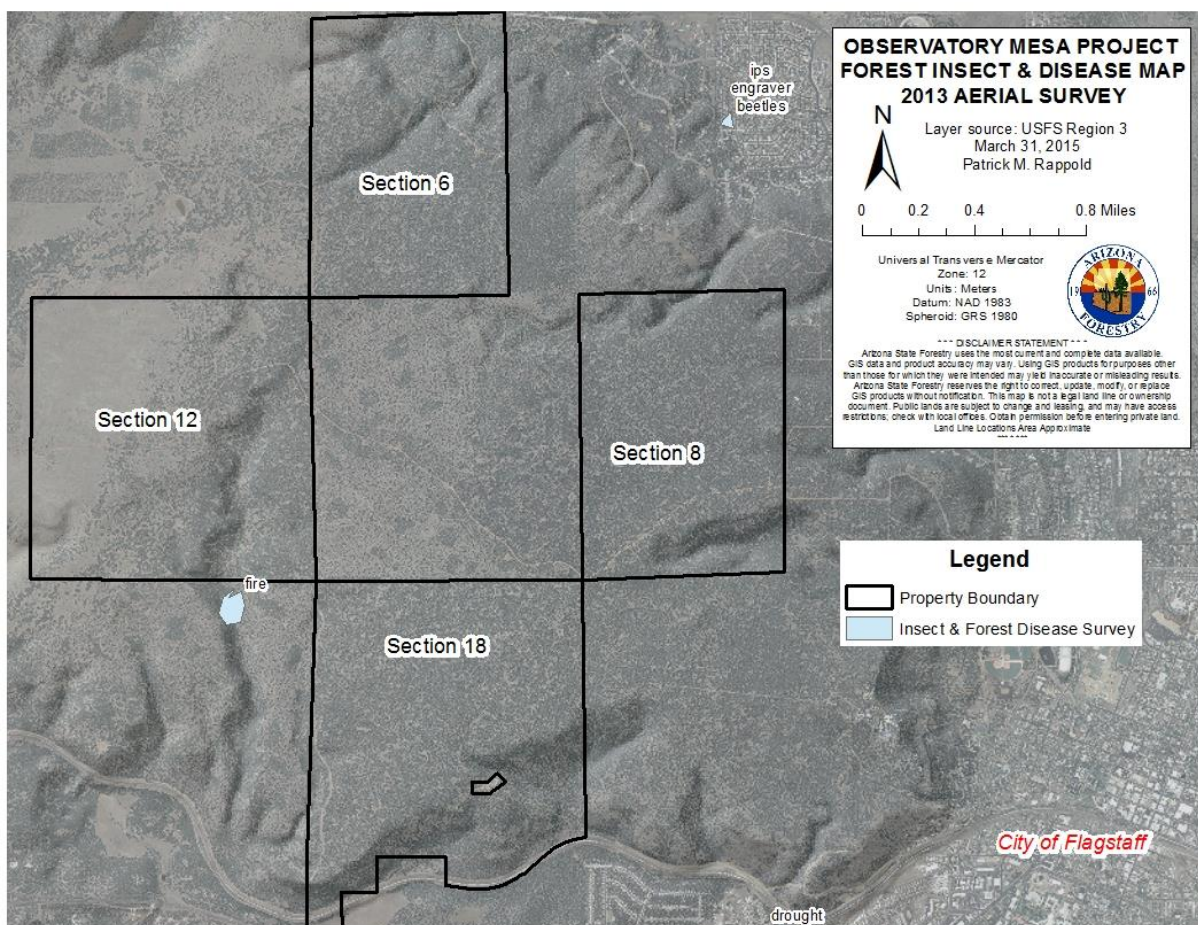 OBSERVATORY MESA PROJECT
FOREST INSECT & DISEASE MAP
2013 AERIAL SURVEY
N
Layer source: USFS Region 3
March 31, 2015
Patrick M. Rappold
0 0.2 0.4 0.8 Miles
Universal Transverse Mercator
Zone: 12
Units: Meters
Datum: NAD 1983
Spheroid: GRS 1980
ARIZONA
19 66
FORESTRY
*** DISCLAIMER STATEMENT ***
Arizona State Forestry uses the most current and complete data available.
GIS data and product accuracy may vary. Using GIS products for purposes other
than those for which they were intended may yield inaccurate or misleading results.
Arizona State Forestry reserves the right to correct, update, modify, or replace
GIS products without notification. This map is not a legal land line or ownership
document. Public lands are subject to change and leasing, and may have access
restrictions; check with local offices. Obtain permission before entering private land.
Land Line Locations Area Approximate
*** ***
ips
engraver
beetles
Section 6
Section 12
Section 8
fire
Section 18
Legend
Property Boundary
Insect & Forest Disease Survey
City of Flagstaff
drought